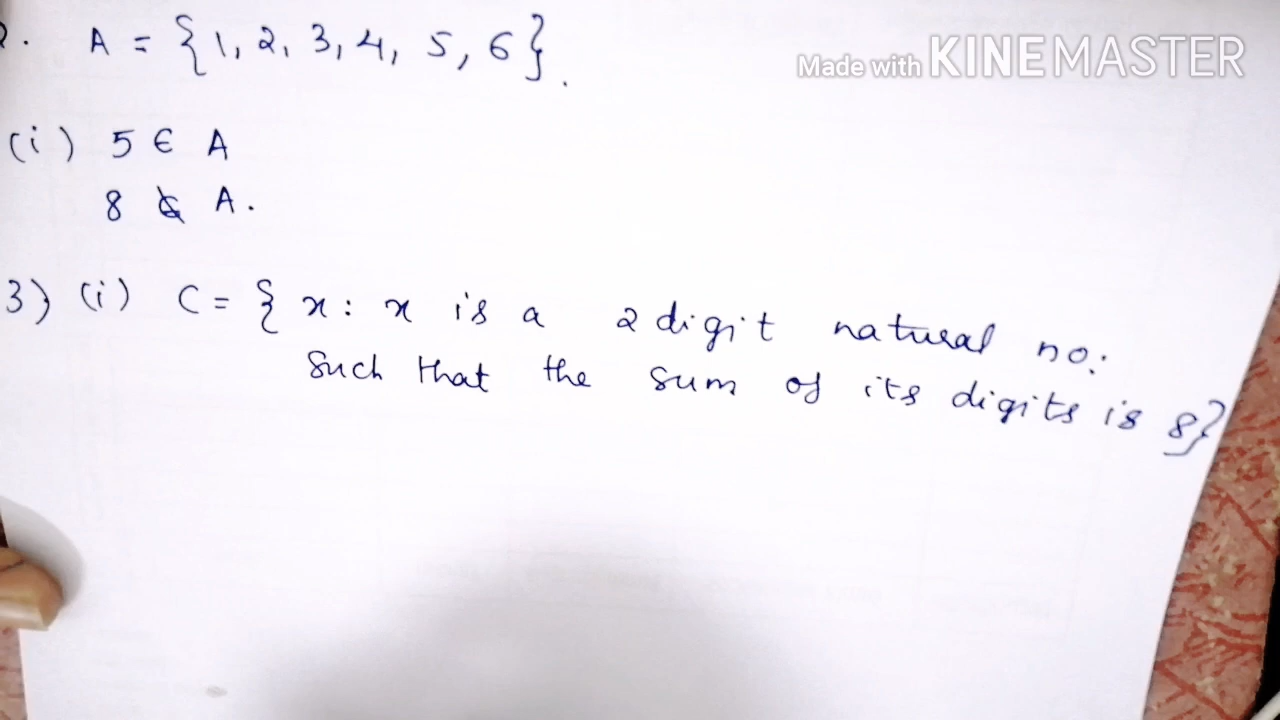 2. A = {1, 2, 3, 4, 5, 6}.
Made with KINEMASTER
(i) 5 ∈ A
8 ∉ A.
3) (i) C = { x : x is a 2 digit natural no:
such that the sum of its digits is 8}